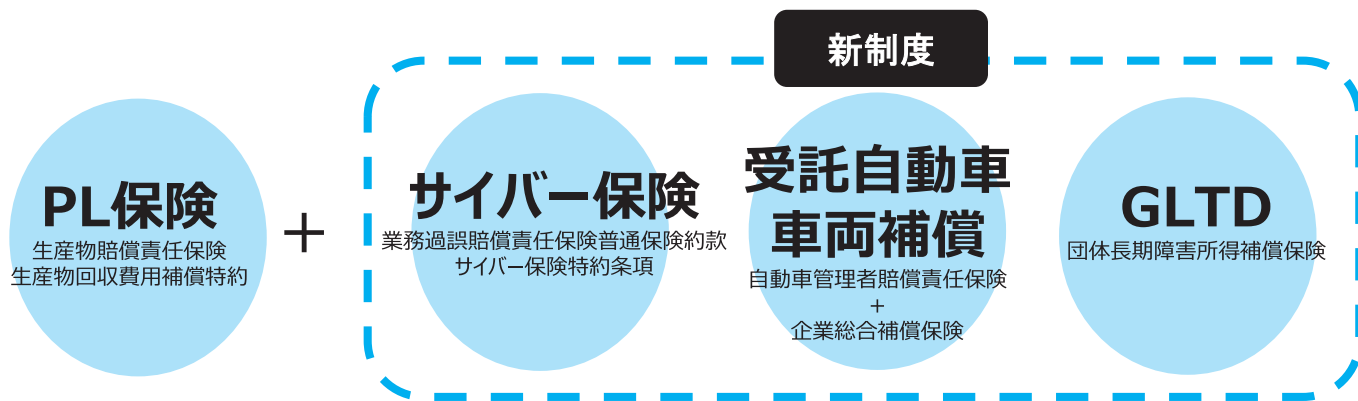 新制度
PL保険
生産物賠償責任保険
生産物回収費用補償特約
+
サイバー保険
業務過誤賠償責任保険普通保険約款
サイバー保険特約条項
受託自動車
車両補償
自動車管理者賠償責任保険
+
企業総合補償保険
GLTD
団体長期障害所得補償保険